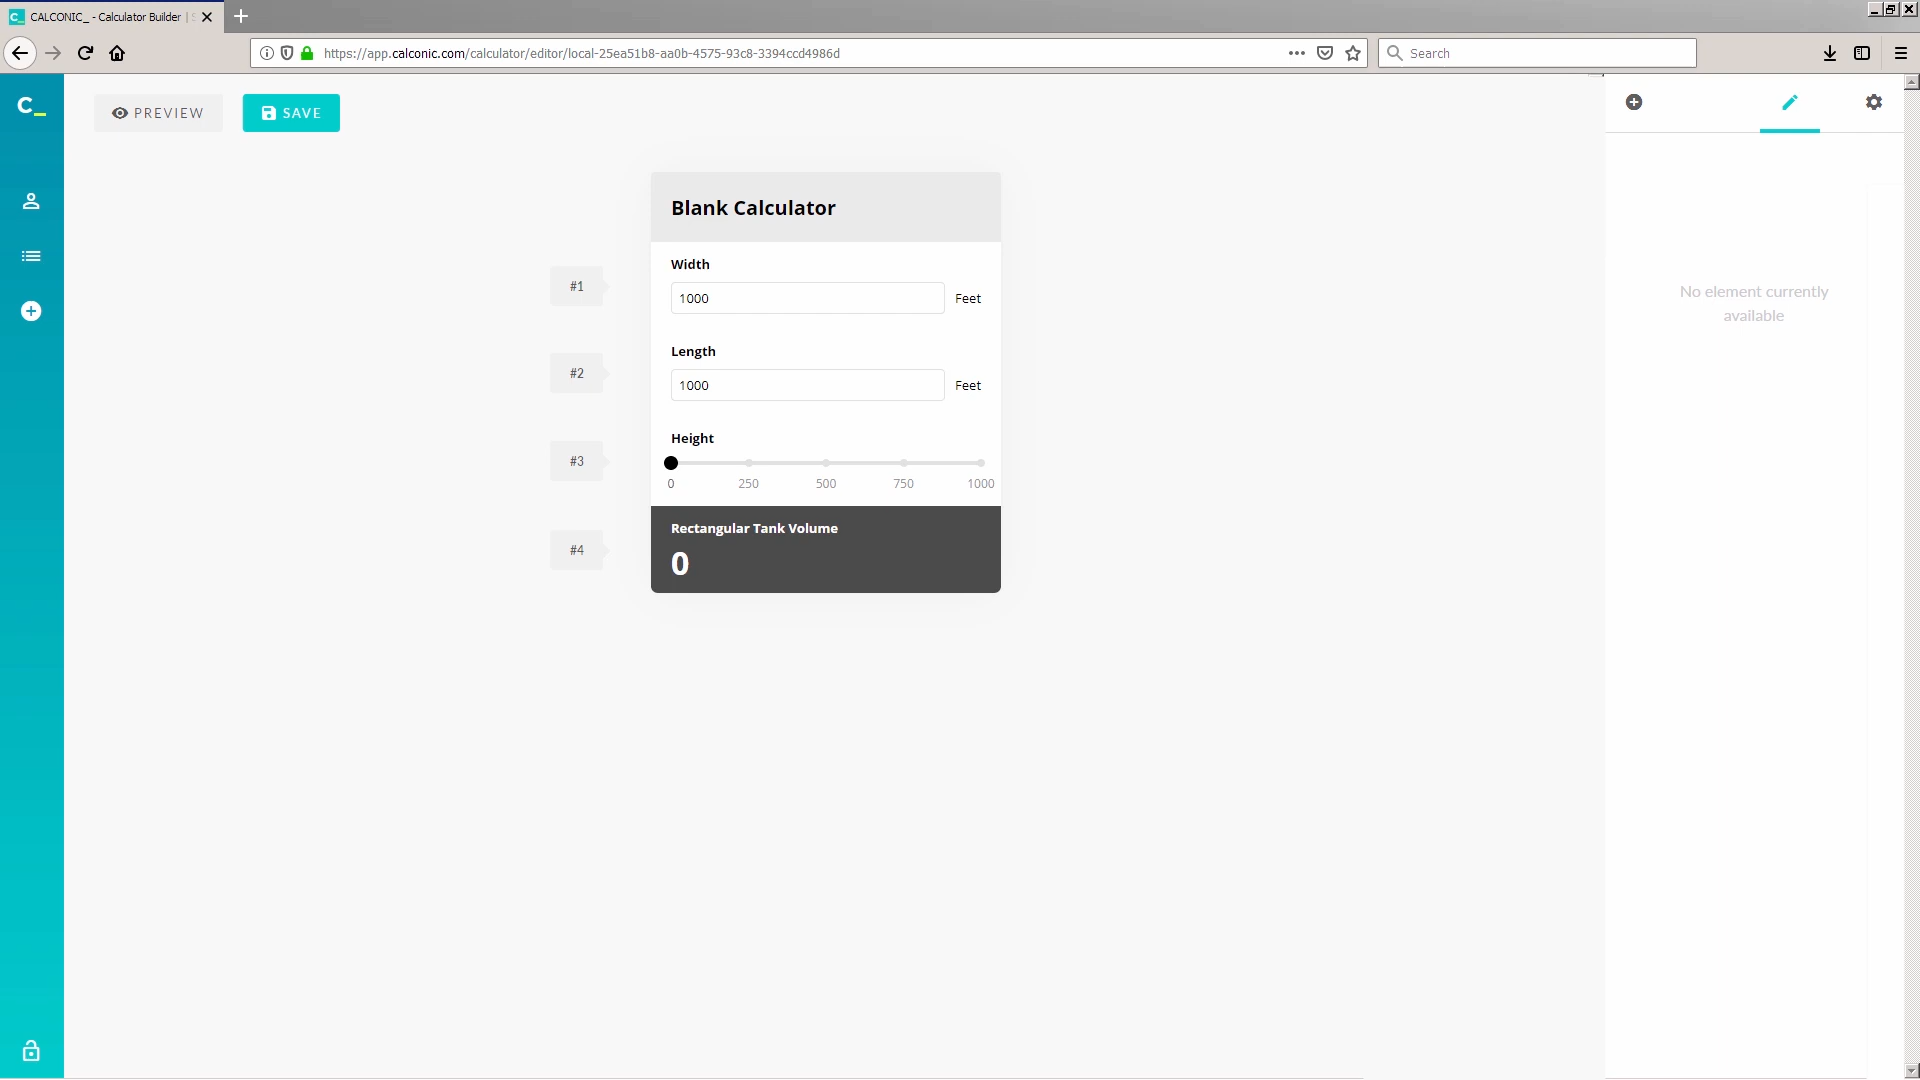 CALCONIC_ - Calculator Builder |
https://app.calconic.com/calculator/editor/local-25ea51b8-aa0b-4575-93c8-3394ccd4986d
Search
C_
PREVIEW
SAVE
Blank Calculator
#1
Width
1000
Feet
#2
Length
1000
Feet
#3
Height
0 250 500 750 1000
#4
Rectangular Tank Volume
0
No element currently
available